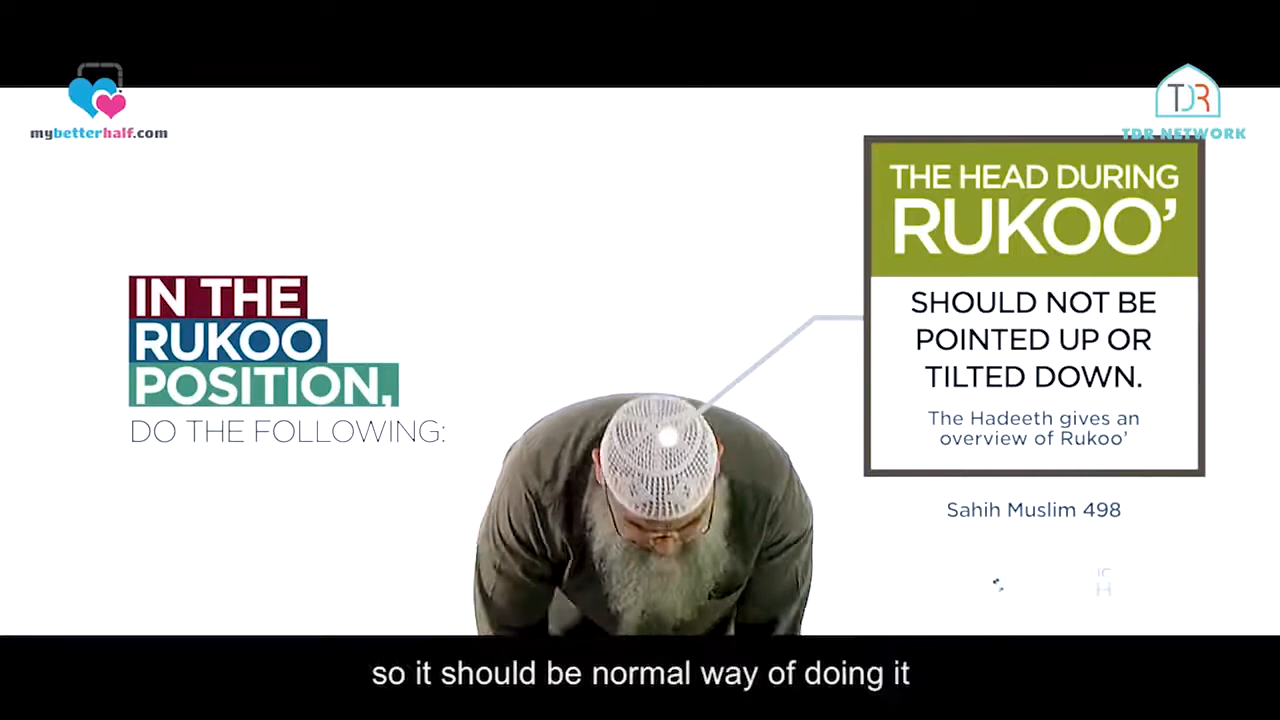 mybetterhalf.com
TDR
TDR NETWORK
THE HEAD DURING
RUKOO'
SHOULD NOT BE
POINTED UP OR
TILTED DOWN.
The Hadeeth gives an
overview of Rukoo'
Sahih Muslim 498
IN THE
RUKOO
POSITION,
DO THE FOLLOWING:
so it should be normal way of doing it